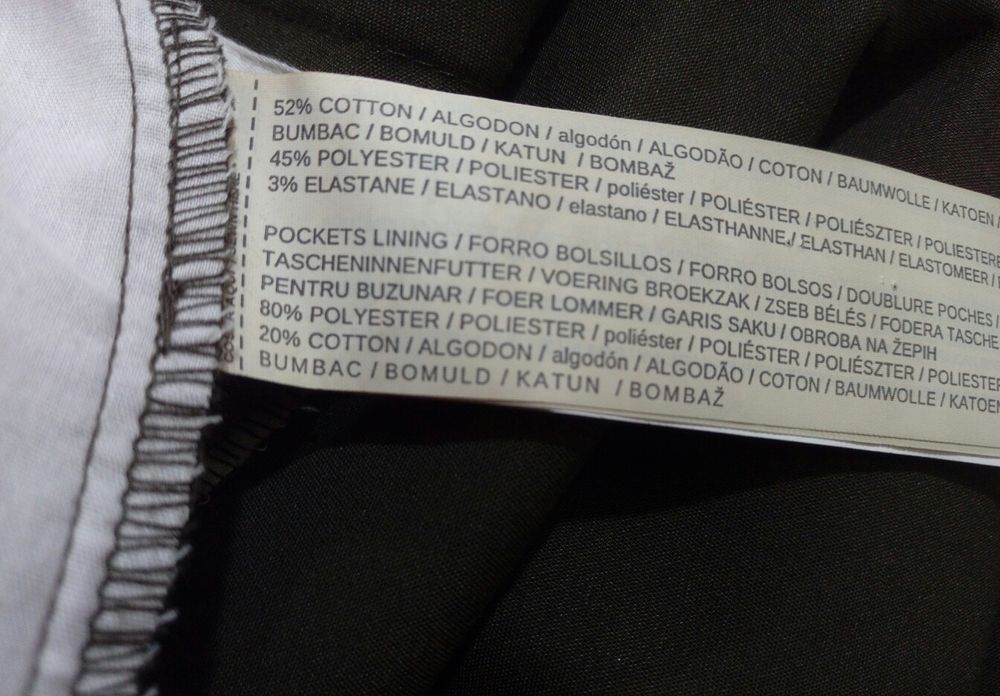 52% COTTON / ALGODON / algodón / ALGODÃO / COTON / BAUMWOLLE / KATOEN /
BUMBAC / BOMULD / KATUN / BOMBAŽ
45% POLYESTER / POLIESTER / poliéster / POLIÉSTER / POLIÉSZTER / POLIESTERE
3% ELASTANE / ELASTANO / elastano / ELASTHANNE / ELASTHAN / ELASTOMEER /
POCKETS LINING / FORRO BOLSILLOS / FORRO BOLSOS / DOUBLURE POCHES /
TASCHENINNENFUTTER / VOERING BROEKZAK / ZSEB BÉLÉS / FODERA TASCHE
PENTRU BUZUNAR / FOER LOMMER / GARIS SAKU / OBROBA NA ŽEPIH
80% POLYESTER / POLIESTER / poliéster / POLIÉSTER / POLIÉSZTER / POLIESTER
20% COTTON / ALGODON / algodón / ALGODÃO / COTON / BAUMWOLLE / KATOEN
BUMBAC / BOMULD / KATUN / BOMBAŽ